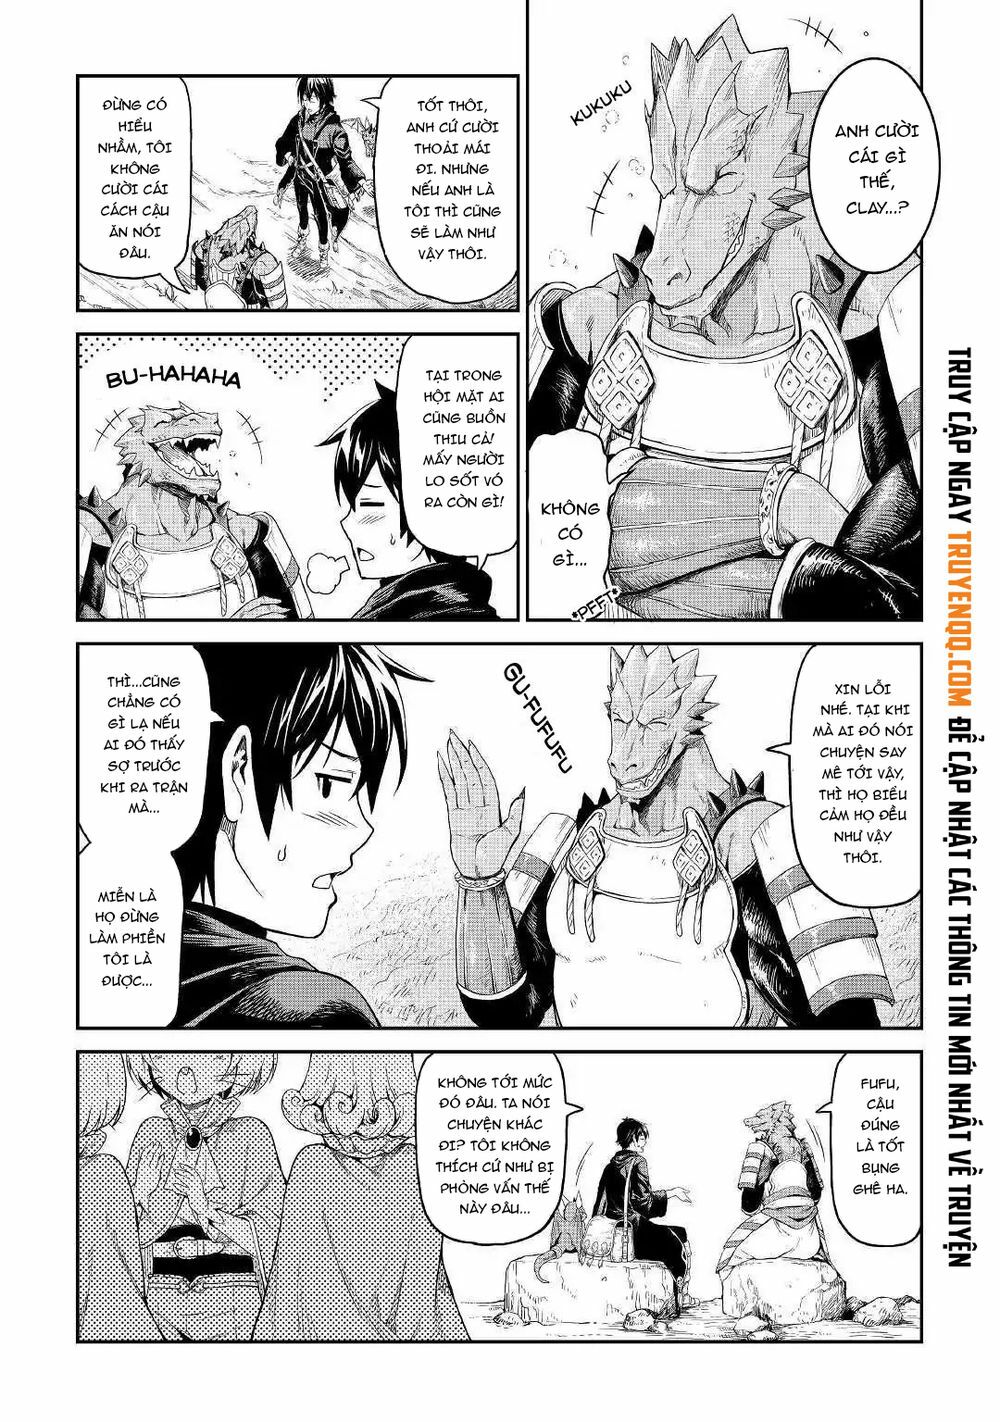 ANH CƯỜI
CÁI GÌ
THẾ,
CLAY...?
KUKUKU
KHÔNG
CÓ
GÌ...
*PFFT*
TỐT THÔI,
ANH CỨ CƯỜI
THOẢI MÁI
ĐI. NHƯNG
NẾU ANH LÀ
TÔI THÌ CŨNG
SẼ LÀM NHƯ
VẬY THÔI.
ĐỪNG CÓ
HIỂU
NHẦM, TÔI
KHÔNG
CƯỜI CÁI
CÁCH CẬU
ĂN NÓI
ĐÂU.
TẠI TRONG
HỘI MẶT AI
CŨNG BUỒN
THIU CẢ!
MẤY NGƯỜI
LO SỐT VÓ
RA CÒN GÌ!
BU-HAHAHA
XIN LỖI
NHÉ. TẠI KHI
MÀ AI ĐÓ NÓI
CHUYỆN SAY
MÊ TỚI VẬY,
THÌ HỌ BIỂU
CẢM HỌ ĐỀU
NHƯ VẬY
THÔI.
GU-FUFUFU
THÌ...CŨNG
CHẲNG CÓ
GÌ LẠ NẾU
AI ĐÓ THẤY
SỢ TRƯỚC
KHI RA TRẬN
MÀ...
MIỄN LÀ
HỌ ĐỪNG
LÀM PHIỀN
TÔI LÀ
ĐƯỢC...
FUFU,
CẬU
ĐÚNG
LÀ TỐT
BỤNG
GHÊ HA.
KHÔNG TỚI MỨC
ĐÓ ĐÂU. TA NÓI
CHUYỆN KHÁC
ĐI? TÔI KHÔNG
THÍCH CỨ NHƯ BỊ
PHỎNG VẤN THẾ
NÀY ĐÂU...
TRUY CẬP NGAY TRUYENQQ.COM ĐỂ CẬP NHẬT CÁC THÔNG TIN MỚI NHẤT VỀ TRUYỆN